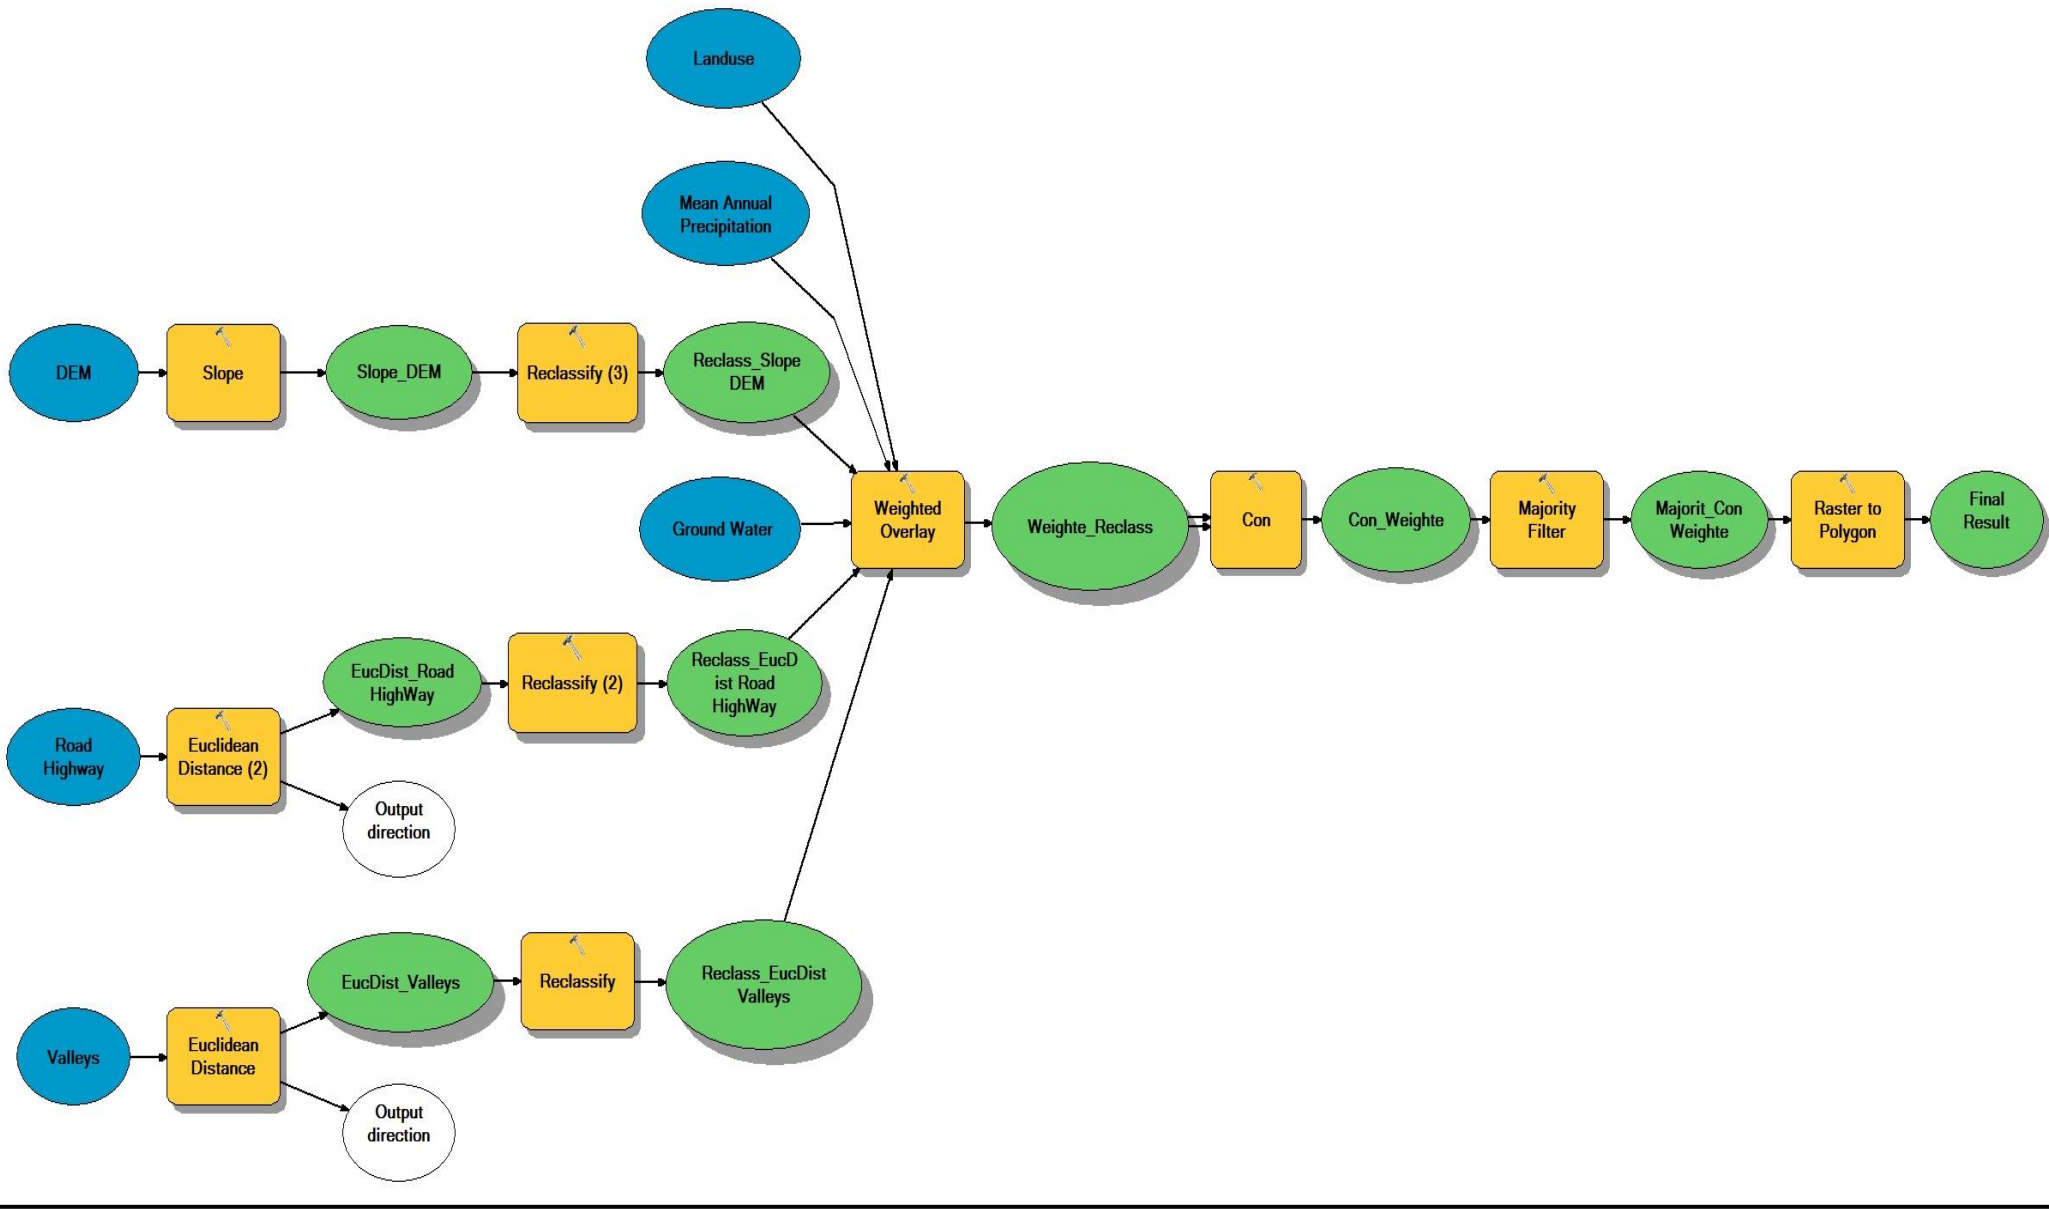 Landuse
Mean Annual
Precipitation
DEM
Slope
Slope_DEM
Reclassify (3)
Reclass_Slope
DEM
Ground Water
Weighted
Overlay
Weighte_Reclass
Con
Con_Weighte
Majority
Filter
Majorit_Con
Weighte
Raster to
Polygon
Final
Result
Road
Highway
Euclidean
Distance (2)
EucDist_Road
HighWay
Output
direction
Reclassify (2)
Reclass_EucD
ist Road
HighWay
Valleys
Euclidean
Distance
EucDist_Valleys
Output
direction
Reclassify
Reclass_EucDist
Valleys